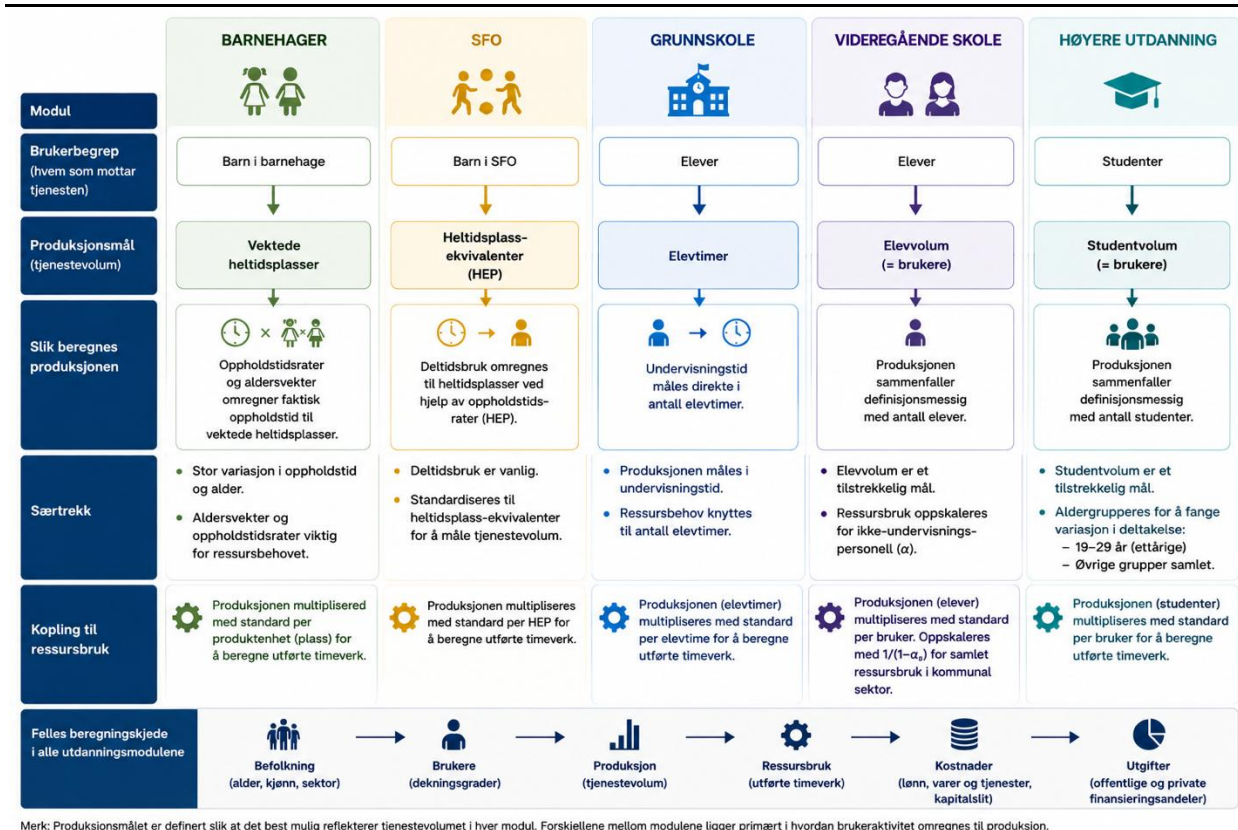 BARNEHAGER
SFO
GRUNNSKOLE
VIDEREGÅENDE SKOLE
HØYERE UTDANNING
Modul
Brukerbegrep
(hvem som mottar
tjenesten)
Barn i barnehage
Barn i SFO
Elever
Elever
Studenter
Produksjonsmål
(tjenestevolum)
Vektede
heltidsplasser
Heltidsplass-
ekvivalenter
(HEP)
Elevtimer
Elevvolum
(= brukere)
Studentvolum
(= brukere)
Slik beregnes
produksjonen
×
×
Oppholdstidsrater
og aldersvekter
omregner faktisk
oppholdstid til
vektede heltidsplasser.
Deltidsbruk omregnes
til heltidsplasser ved
hjelp av oppholdstids-
rater (HEP).
Undervisningstid
måles direkte i
antall elevtimer.
Produksjonen
sammenfaller
definisjonsmessig
med antall elever.
Produksjonen
sammenfaller
definisjonsmessig
med antall studenter.
Særtrekk
• Stor variasjon i oppholdstid
og alder.
• Aldersvekter og
oppholdstidsrater viktig
for ressursbehovet.
• Deltidsbruk er vanlig.
• Standardiseres til
heltidsplass-ekvivalenter
for å måle tjenestevolum.
• Produksjonen måles i
undervisningstid.
• Ressursbehov knyttes
til antall elevtimer.
• Elevvolum er et
tilstrekkelig mål.
• Ressursbruk oppskaleres
for ikke-undervisnings-
personell (α).
• Studentvolum er et
tilstrekkelig mål.
• Aldergrupperes for å fange
variasjon i deltakelse:
– 19–29 år (ettårige)
– Øvrige grupper samlet.
Kopling til
ressursbruk
Produksjonen multiplisered
med standard per
produktenhet (plass) for
å beregne utførte timeverk.
Produksjonen multipliseres
med standard per HEP for
å beregne utførte timeverk.
Produksjonen (elevtimer)
multipliseres med standard
per elevtime for å beregne
utførte timeverk.
Produksjonen (elever)
multipliseres med standard
per bruker. Oppskaleres
med 1/(1–α) for samlet
ressursbruk i kommunal
sektor.
Produksjonen (studenter)
multipliseres med standard
per bruker for å beregne
utførte timeverk.
Felles beregningskjede
i alle utdanningsmodulene
Befolkning
(alder, kjønn, sektor)
Brukere
(dekningsgrader)
Produksjon
(tjenestevolum)
Ressursbruk
(utførte timeverk)
Kostnader
(lønn, varer og tjenester,
kapitalslit)
Utgifter
(offentlige og private
finansieringsandeler)
Merk: Produksjonsmålet er definert slik at det best mulig reflekterer tjenestevolumet i hver modul. Forskjellene mellom modulene ligger primært i hvordan brukeraktivitet omregnes til produksjon.